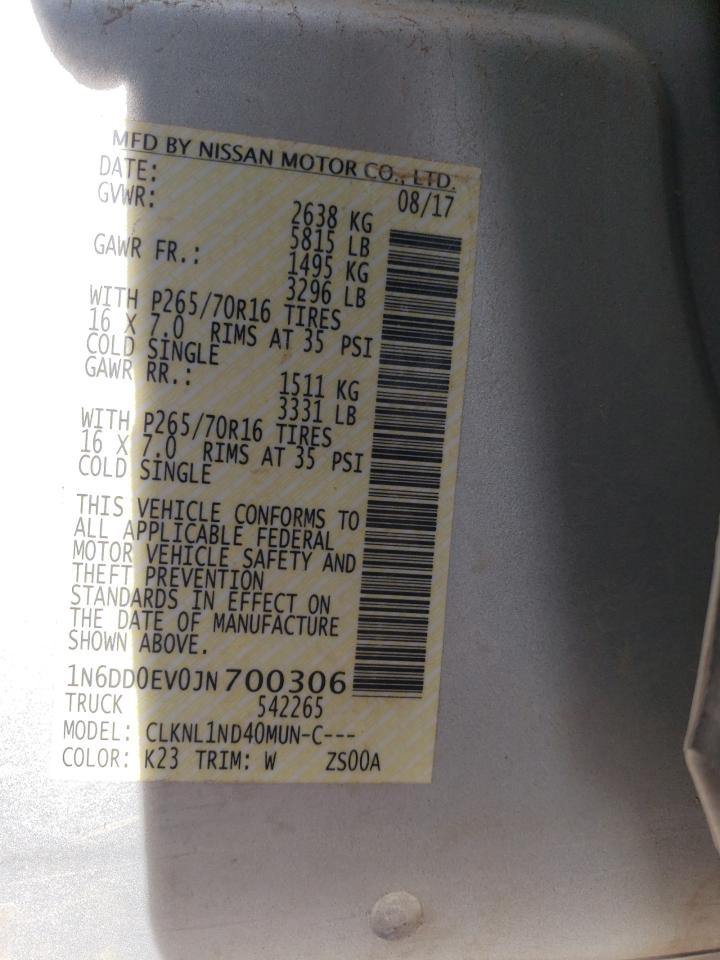 MFD BY NISSAN MOTOR CO., LTD.
DATE: 08/17
GVWR: 2638 KG
5815 LB
GAWR FR.: 1495 KG
3296 LB
WITH P265/70R16 TIRES
16 X 7.0 RIMS AT 35 PSI
COLD SINGLE
GAWR RR.: 1511 KG
3331 LB
WITH P265/70R16 TIRES
16 X 7.0 RIMS AT 35 PSI
COLD SINGLE
THIS VEHICLE CONFORMS TO
ALL APPLICABLE FEDERAL
MOTOR VEHICLE SAFETY AND
THEFT PREVENTION
STANDARDS IN EFFECT ON
THE DATE OF MANUFACTURE
SHOWN ABOVE.
1N6DD0EV0JN700306
TRUCK 542265
MODEL: CLKNL1ND40MUN-C---
COLOR: K23 TRIM: W ZS00A